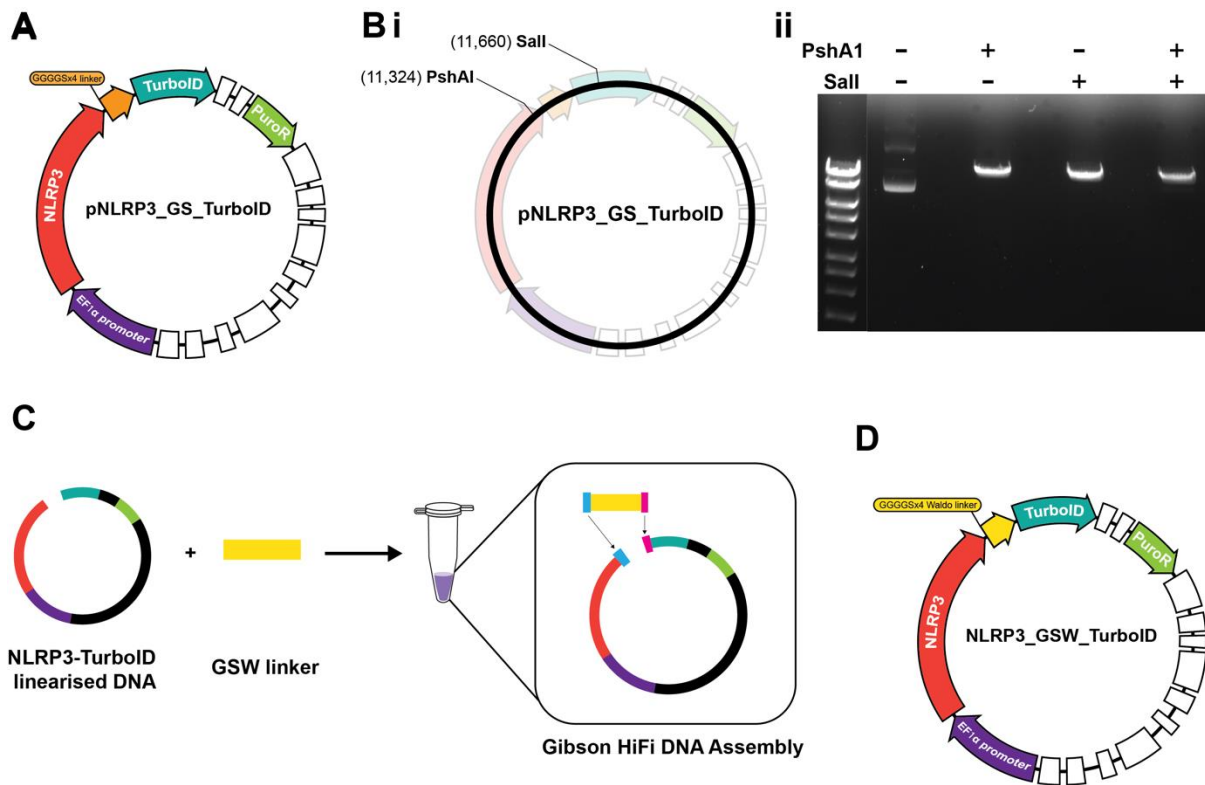 A
GGGGSx4 linker
TurboID
PuroR
NLRP3
pNLRP3_GS_TurboID
EF1α promoter
B i
(11,660) SalI
(11,324) PshAI
pNLRP3_GS_TurboID
ii
PshA1 - + - +
SalI - - + +
C
+
NLRP3-TurboID
linearised DNA
GSW linker
Gibson HiFi DNA Assembly
D
GGGGSx4 Waldo linker
TurboID
PuroR
NLRP3
NLRP3_GSW_TurboID
EF1α promoter